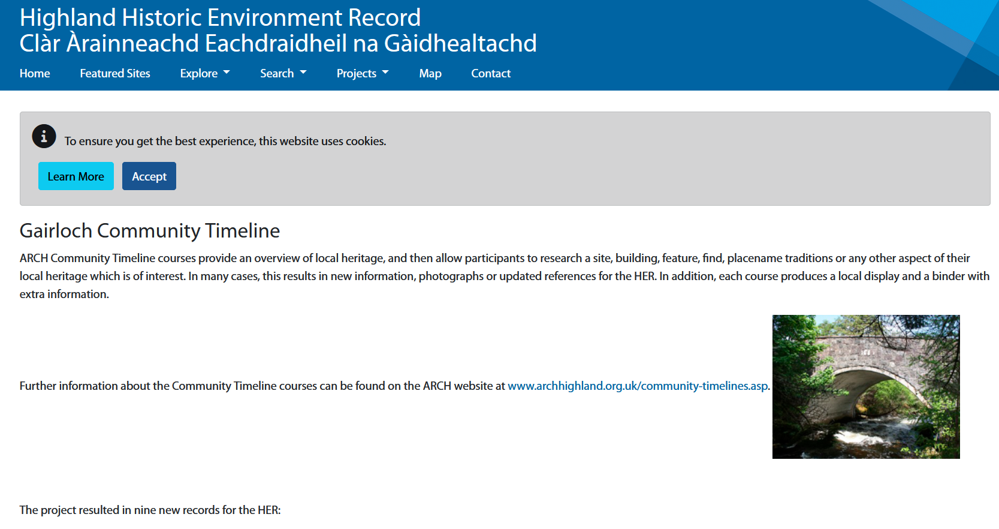 Highland Historic Environment Record
Clàr Àrainneachd Eachdraidheil na Gàidhealtachd
Home Featured Sites Explore Search Projects Map Contact
To ensure you get the best experience, this website uses cookies.
Learn More Accept
Gairloch Community Timeline
ARCH Community Timeline courses provide an overview of local heritage, and then allow participants to research a site, building, feature, find, placename traditions or any other aspect of their
local heritage which is of interest. In many cases, this results in new information, photographs or updated references for the HER. In addition, each course produces a local display and a binder with
extra information.
Further information about the Community Timeline courses can be found on the ARCH website at www.archhighland.org.uk/community-timelines.asp.
The project resulted in nine new records for the HER: